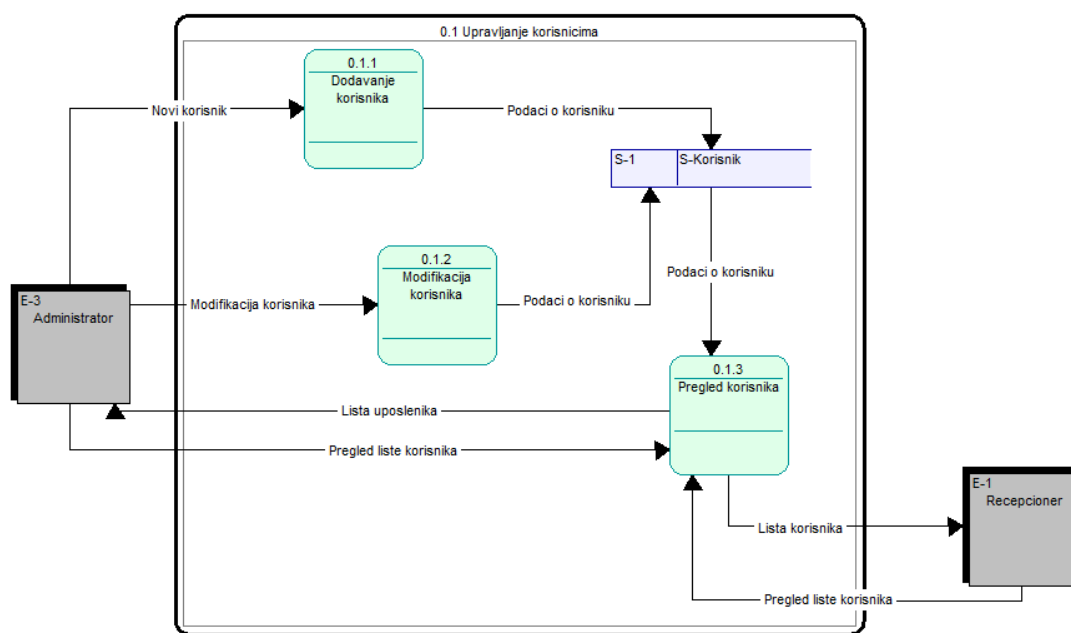 0.1 Upravljanje korisnicima
0.1.1
Dodavanje
korisnika
Novi korisnik
Podaci o korisniku
S-1
S-Korisnik
0.1.2
Modifikacija
korisnika
Podaci o korisniku
E-3
Administrator
Modifikacija korisnika
Podaci o korisniku
0.1.3
Pregled korisnika
Lista uposlenika
Pregled liste korisnika
E-1
Recepcioner
Lista korisnika
Pregled liste korisnika